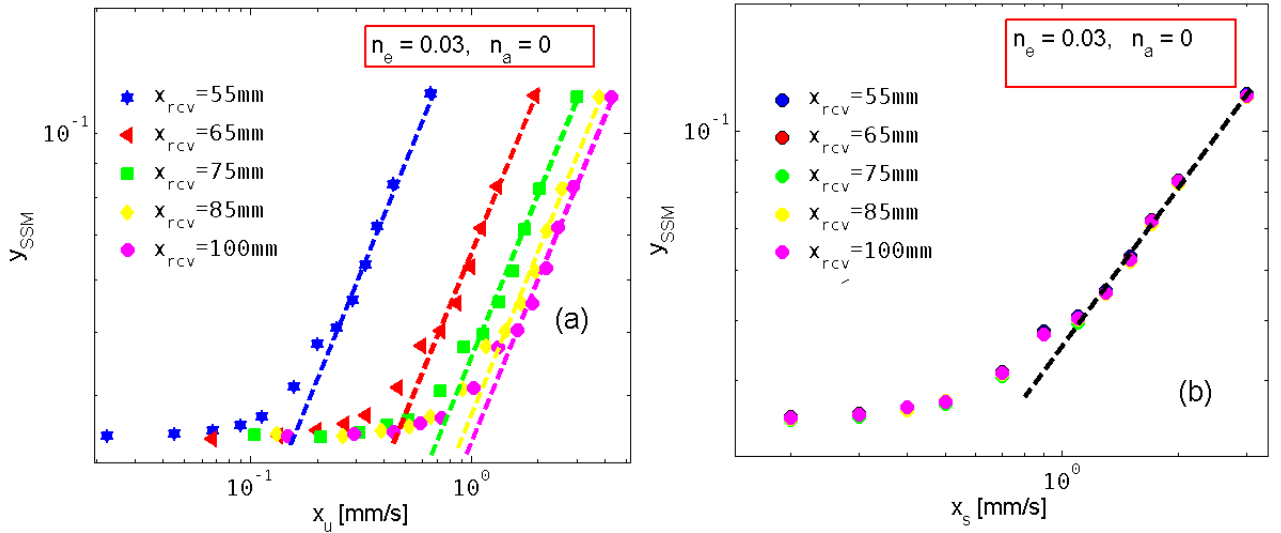 n_e = 0.03, n_a = 0
x_rcv=55mm
x_rcv=65mm
x_rcv=75mm
x_rcv=85mm
x_rcv=100mm
(a)
10^-1
y_SSM
10^-1
10^0
x_u [mm/s]
n_e = 0.03, n_a = 0
x_rcv=55mm
x_rcv=65mm
x_rcv=75mm
x_rcv=85mm
x_rcv=100mm
(b)
10^-1
y_SSM
10^0
x_s [mm/s]